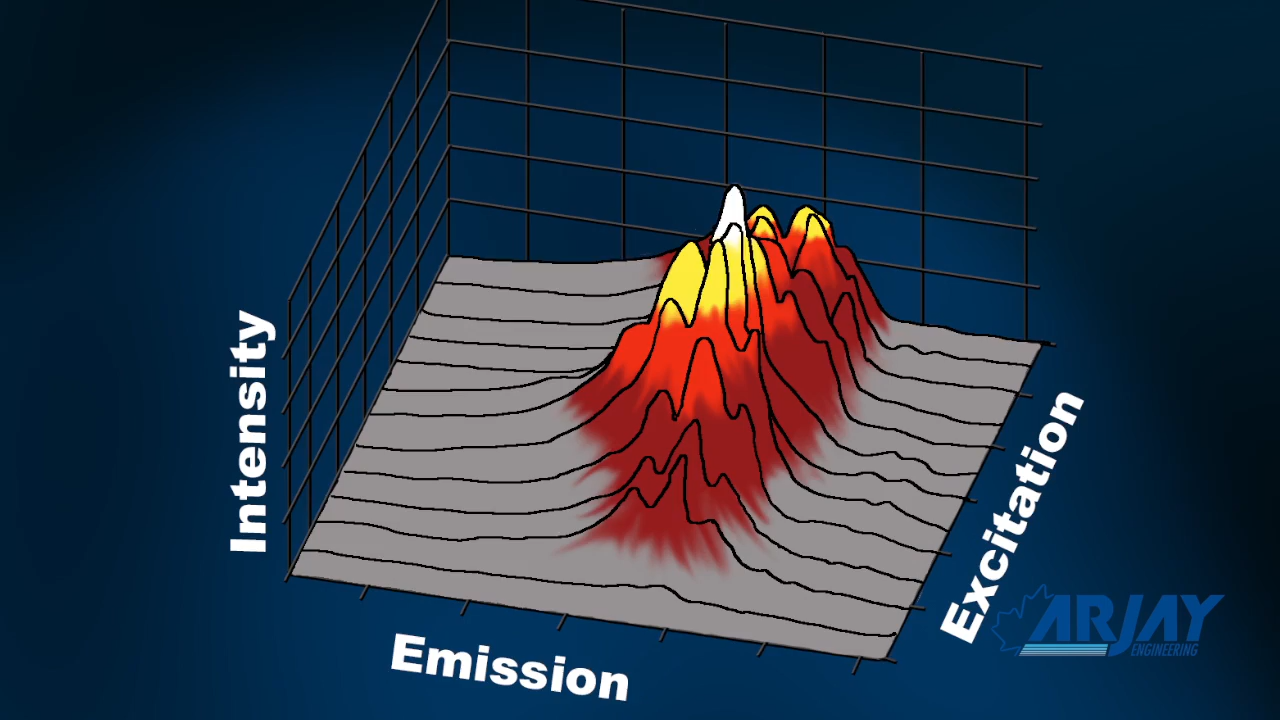 Intensity
Emission
Excitation
ARJAY
ENGINEERING